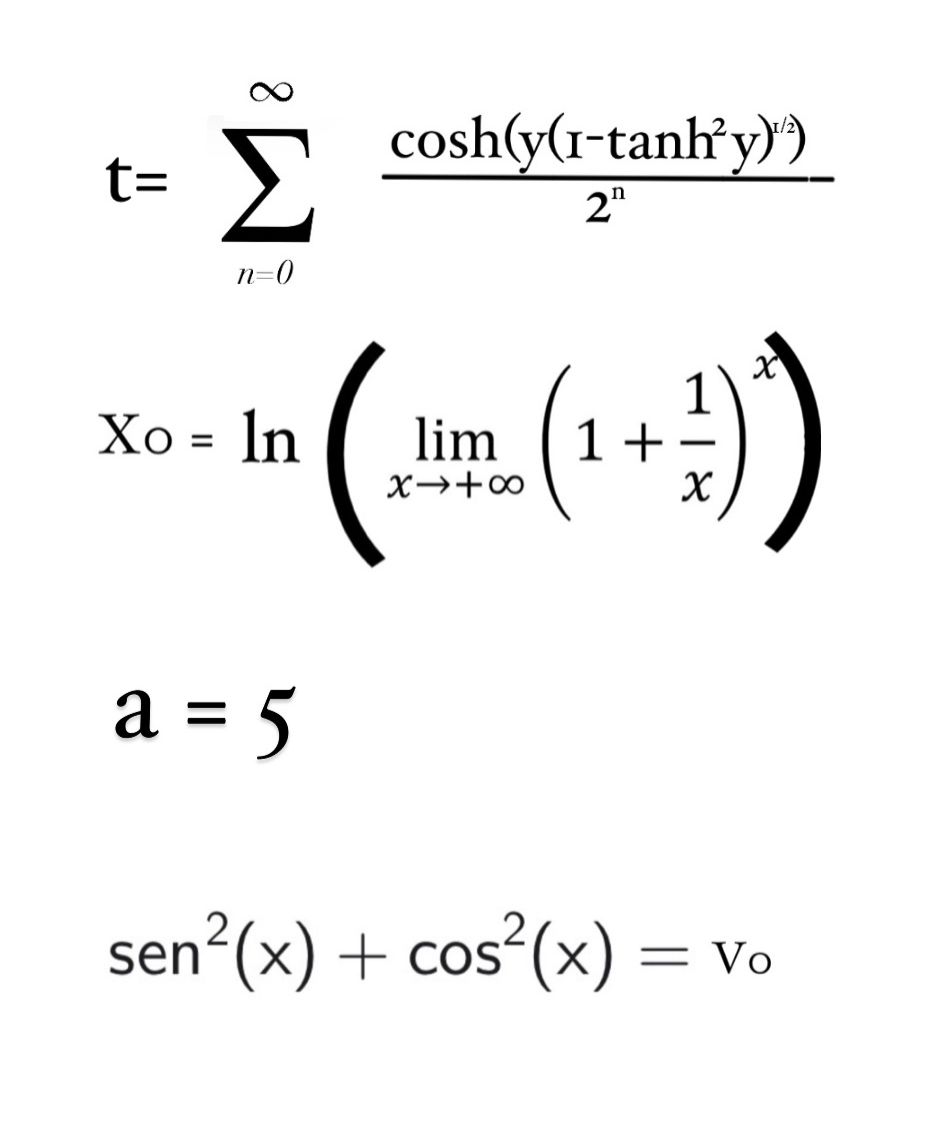 t= ∑_{n=0}^{∞} cosh(y(1-tanh²y)^{1/2}) / 2^n
Xo = ln ( lim_{x→+∞} (1 + 1/x)^x )
a = 5
sen²(x) + cos²(x) = vo